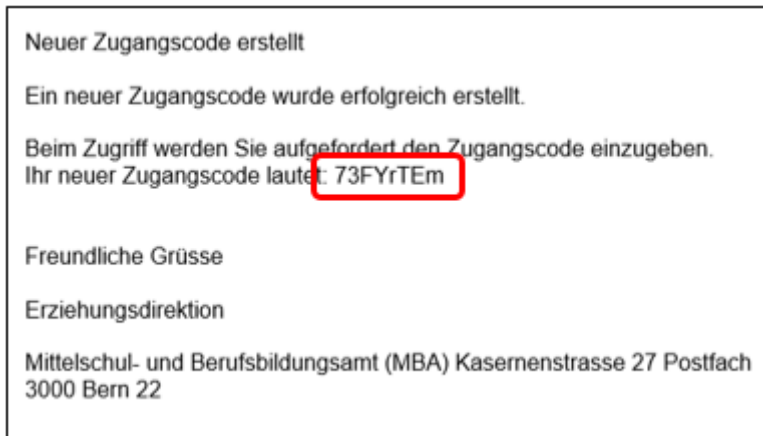 Neuer Zugangscode erstellt
Ein neuer Zugangscode wurde erfolgreich erstellt.
Beim Zugriff werden Sie aufgefordert den Zugangscode einzugeben.
Ihr neuer Zugangscode lautet: 73FYrTEm
Freundliche Grüsse
Erziehungsdirektion
Mittelschul- und Berufsbildungsamt (MBA) Kasernenstrasse 27 Postfach
3000 Bern 22